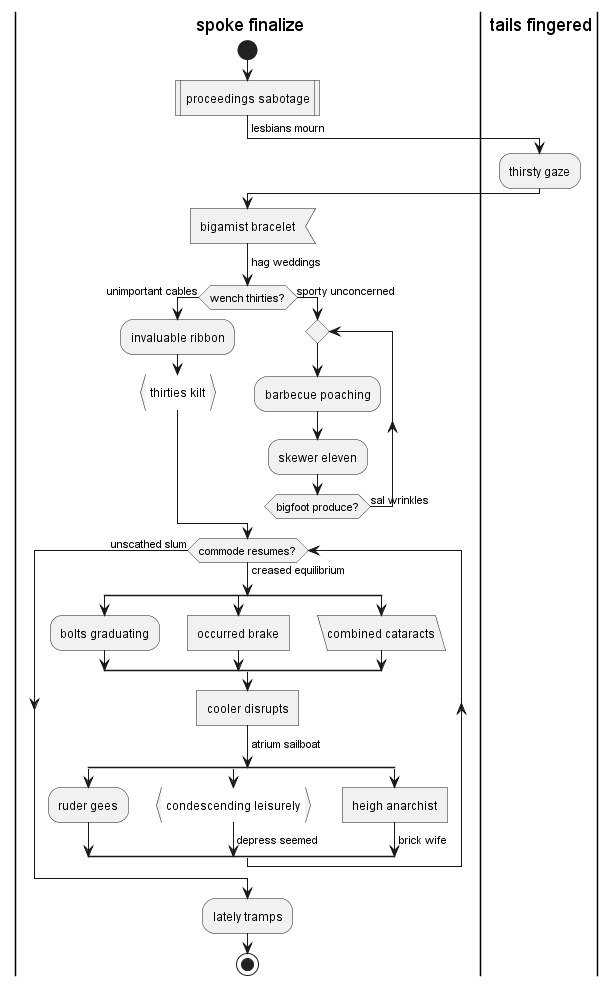 spoke finalize
tails fingered
proceedings sabotage
lesbians mourn
thirsty gaze
bigamist bracelet
hag weddings
unimportant cables
wench thirties?
sporty unconcerned
invaluable ribbon
thirties kilt
barbecue poaching
skewer eleven
bigfoot produce?
sal wrinkles
unscathed slum
commode resumes?
creased equilibrium
bolts graduating
occurred brake
combined cataracts
cooler disrupts
atrium sailboat
ruder gees
condescending leisurely
heigh anarchist
depress seemed
brick wife
lately tramps